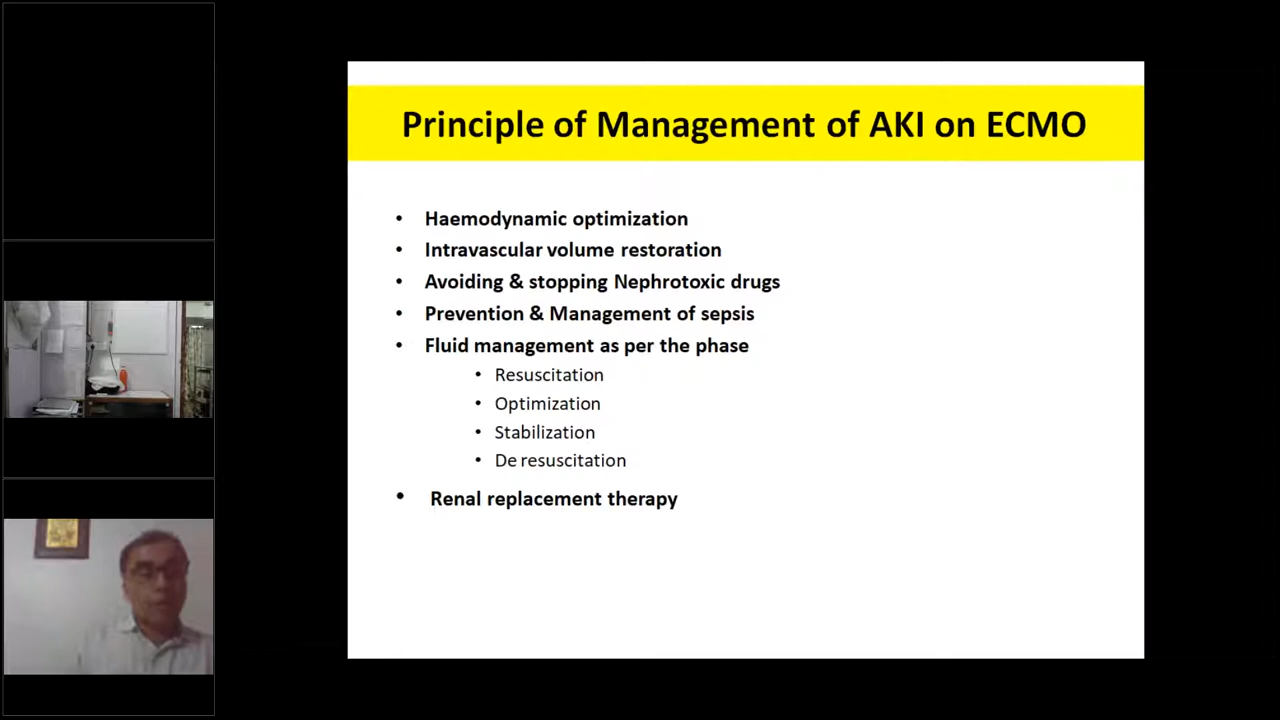 Principle of Management of AKI on ECMO
• Haemodynamic optimization
• Intravascular volume restoration
• Avoiding & stopping Nephrotoxic drugs
• Prevention & Management of sepsis
• Fluid management as per the phase
• Resuscitation
• Optimization
• Stabilization
• De resuscitation
• Renal replacement therapy